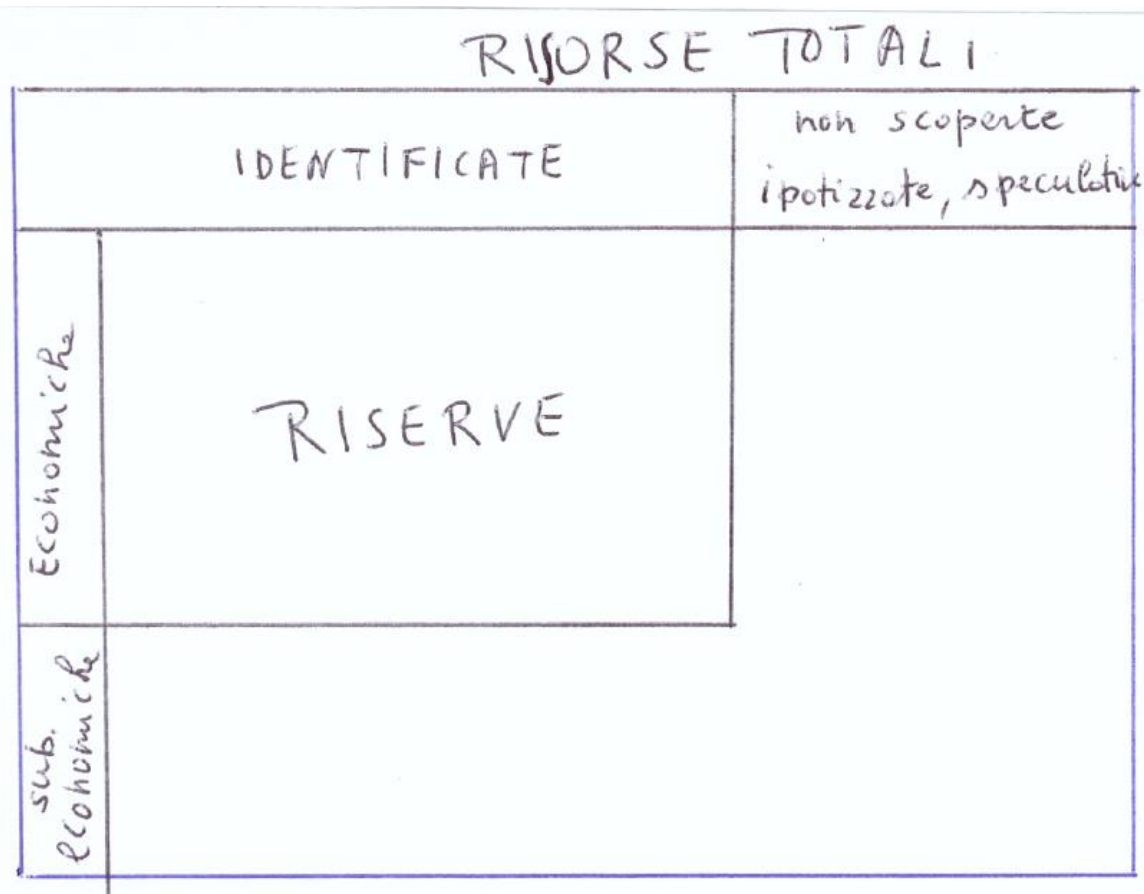 RISORSE TOTALI
IDENTIFICATE
non scoperte
ipotizzate, speculative
Economiche
RISERVE
sub.
economiche